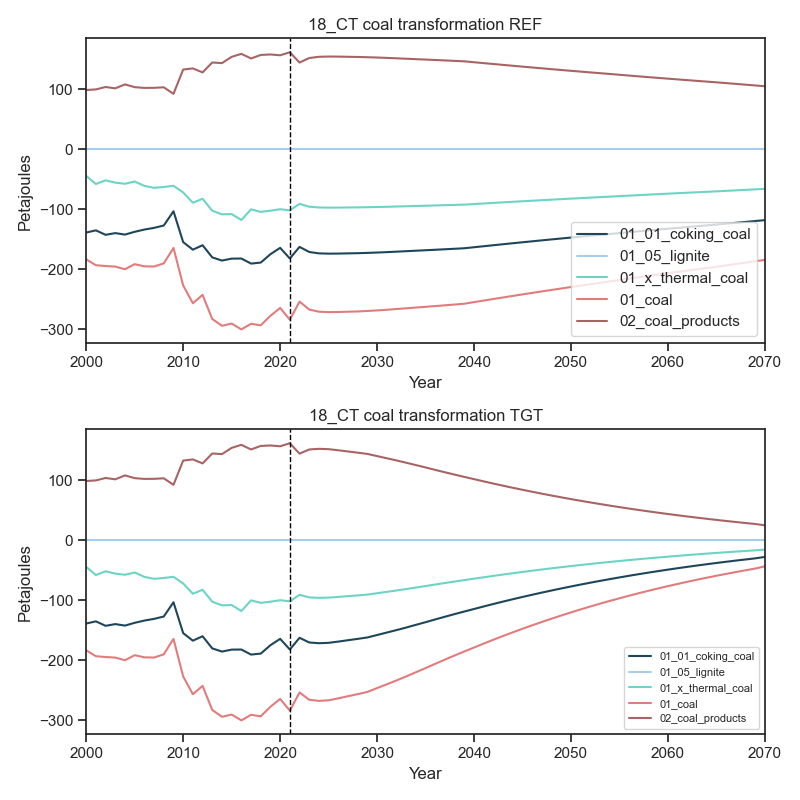 18_CT coal transformation REF
Petajoules
100
0
−100
−200
−300
01_01_coking_coal
01_05_lignite
01_x_thermal_coal
01_coal
02_coal_products
2000 2010 2020 2030 2040 2050 2060 2070
Year
18_CT coal transformation TGT
Petajoules
100
0
−100
−200
−300
01_01_coking_coal
01_05_lignite
01_x_thermal_coal
01_coal
02_coal_products
2000 2010 2020 2030 2040 2050 2060 2070
Year